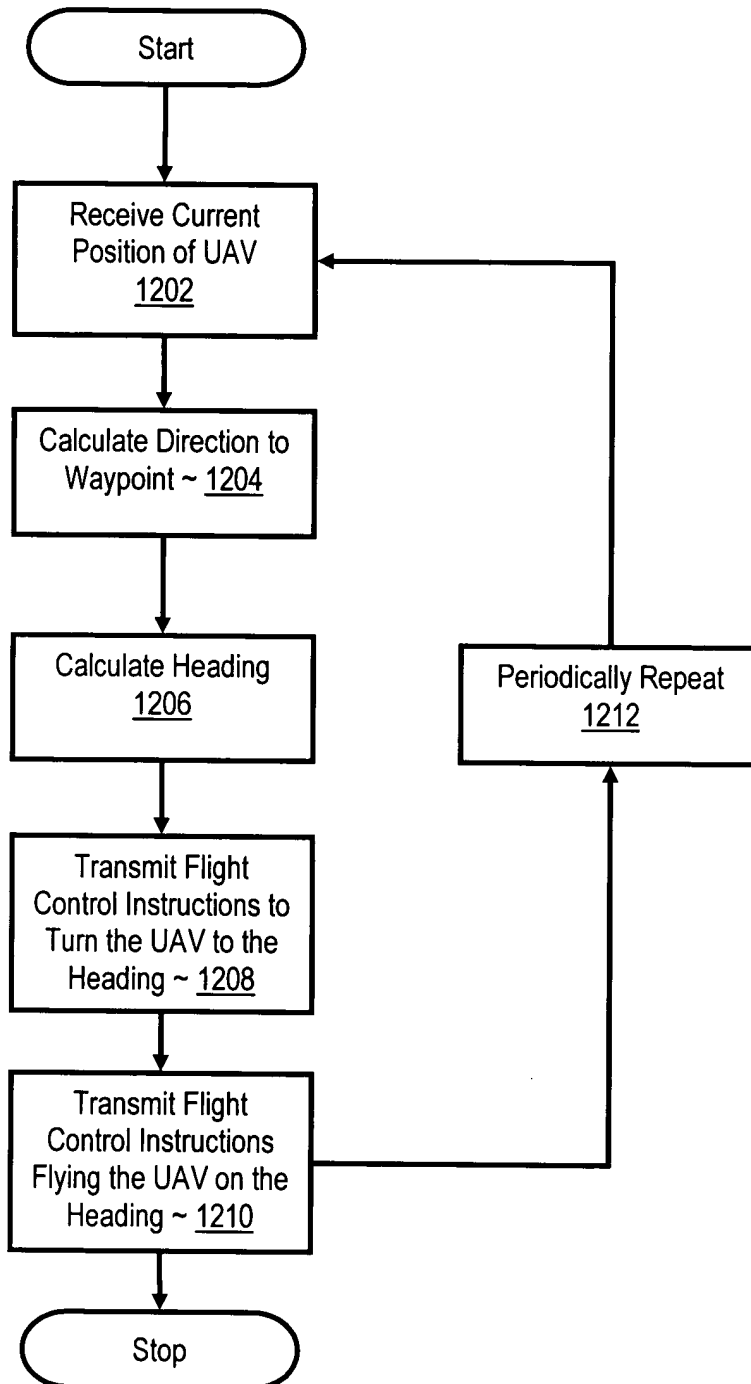 Start
Receive Current
Position of UAV
1202
Calculate Direction to
Waypoint ~ 1204
Calculate Heading
1206
Periodically Repeat
1212
Transmit Flight
Control Instructions to
Turn the UAV to the
Heading ~ 1208
Transmit Flight
Control Instructions
Flying the UAV on the
Heading ~ 1210
Stop